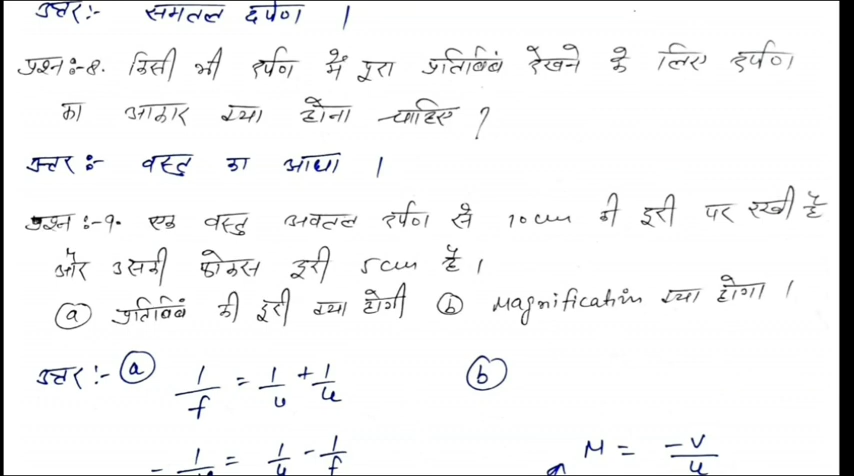 उत्तर:- समतल दर्पण ।
प्रश्न:-8. किसी भी दर्पण में पूरा प्रतिबिंब देखने के लिए दर्पण
का आकार क्या होना चाहिए ?
उत्तर:- वस्तु का आधा ।
प्रश्न:-9. एक वस्तु अवतल दर्पण से 10cm की दूरी पर रखी है
और उसकी फोकस दूरी 5cm है ।
(a) प्रतिबिंब की दूरी क्या होगी (b) Magnification क्या होगा ।
उत्तर:- (a) 1/f = 1/v + 1/u (b)
= 1/u - 1/f M = -v/u